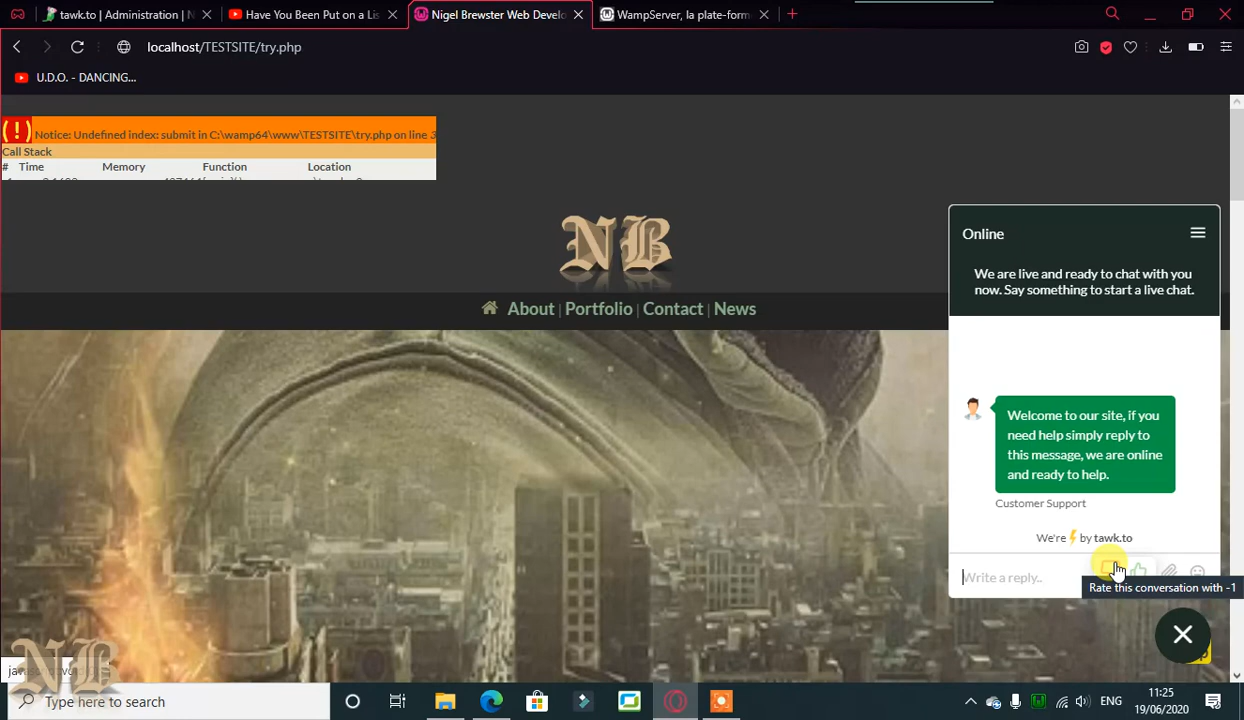 tawk.to | Administration | N
Have You Been Put on a Lis
Nigel Brewster Web Develo
WampServer, la plate-form
localhost/TESTSITE/try.php
U.D.O. - DANCING...
(!) Notice: Undefined index: submit in C:\wamp64\www\TESTSITE\try.php on line 3
Call Stack
# Time Memory Function Location
NB
About | Portfolio | Contact | News
Online
We are live and ready to chat with you
now. Say something to start a live chat.
Welcome to our site, if you
need help simply reply to
this message, we are online
and ready to help.
Customer Support
We're by tawk.to
Write a reply..
Rate this conversation with -1
NB
Type here to search
ENG
11:25
19/06/2020